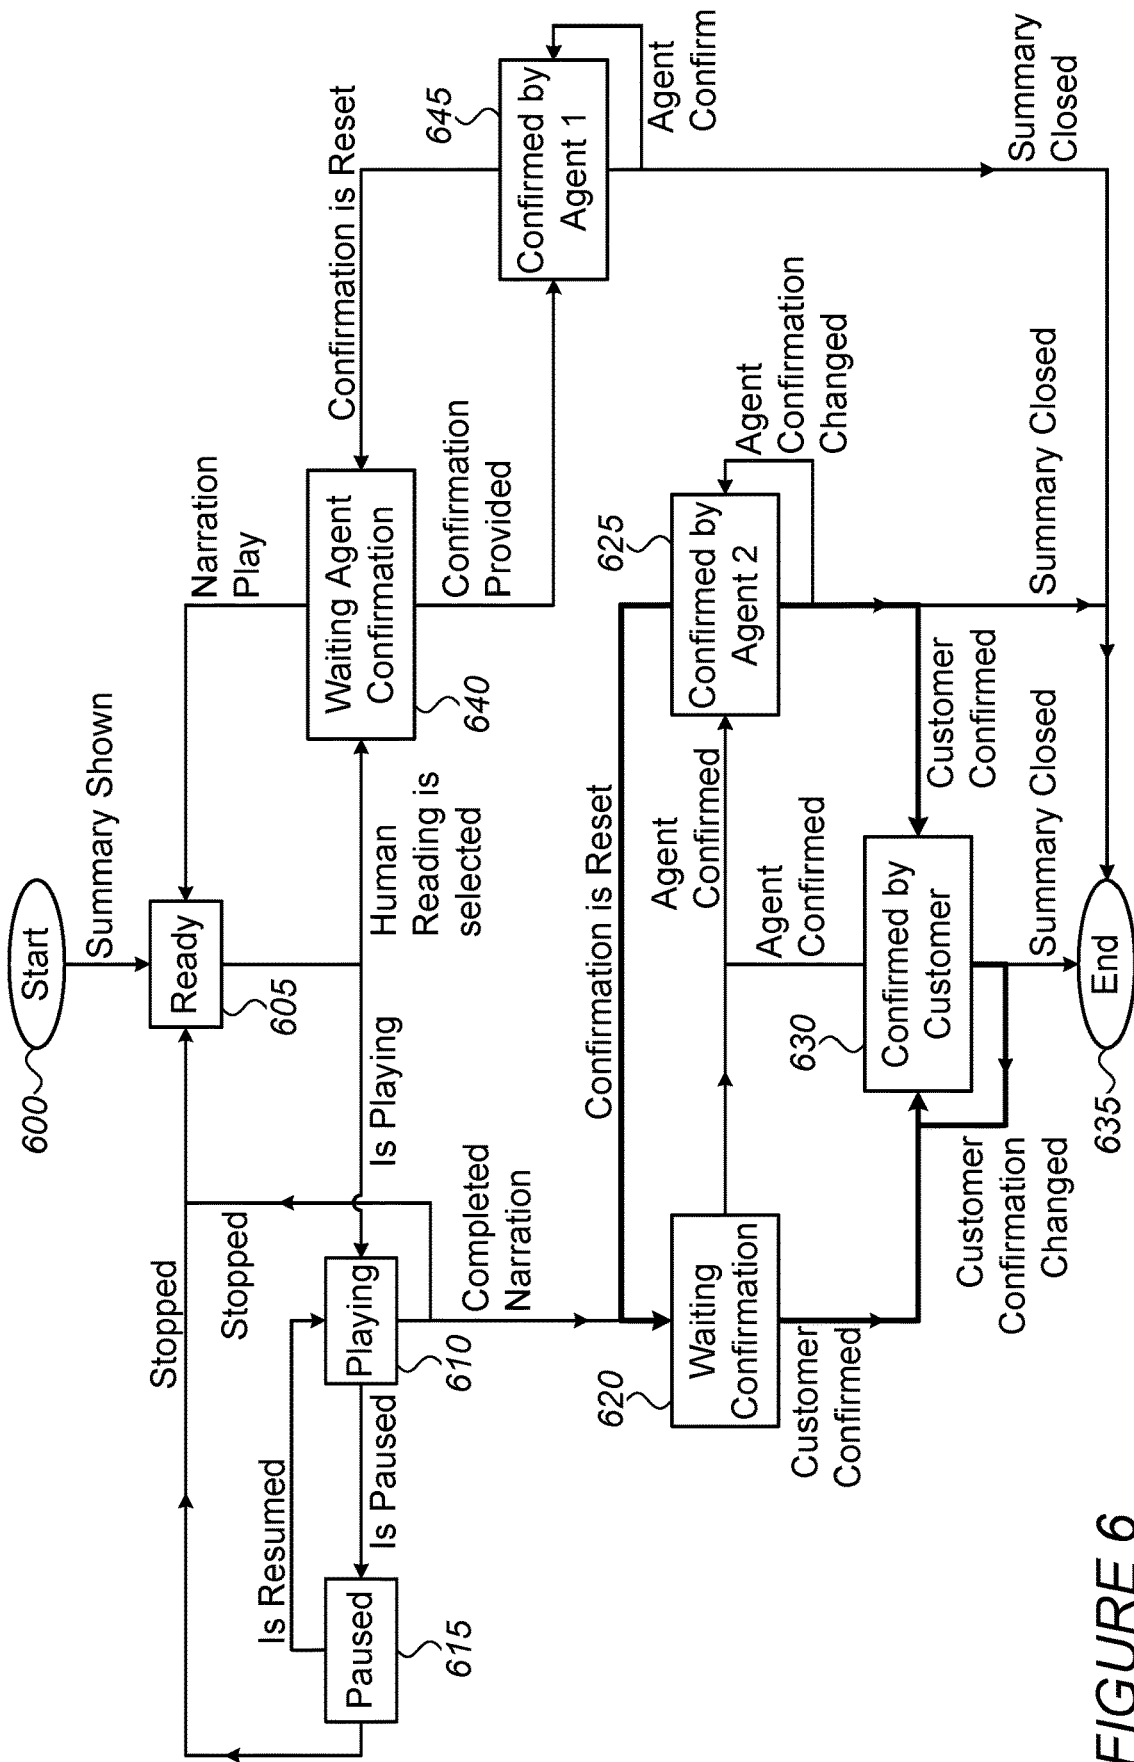 600
Start
Summary Shown
Stopped
Stopped
Ready
605
Narration
Play
Is Resumed
Paused
615
Is Paused
Playing
610
Is Playing
Human
Reading is
selected
Waiting Agent
Confirmation
640
Confirmation is Reset
Confirmation
Provided
645
Confirmed by
Agent 1
Agent
Confirm
Completed
Narration
Confirmation is Reset
620
Waiting
Confirmation
Agent
Confirmed
Agent
Confirmed
625
Confirmed by
Agent 2
Agent
Confirmation
Changed
Customer
Confirmed
630
Confirmed by
Customer
Customer
Confirmed
Customer
Confirmation
Changed
Summary Closed
Summary Closed
Summary
Closed
635
End
FIGURE 6